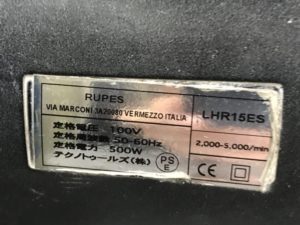 RUPES
VIA MARCONI 3A20080 VERMEZZO ITALIA
LHR15ES
定格電圧 100V
定格周波数 50-60Hz
定格電力 500W
テクノトゥールズ(株)
PS
E
2,000-5,000/min
CE